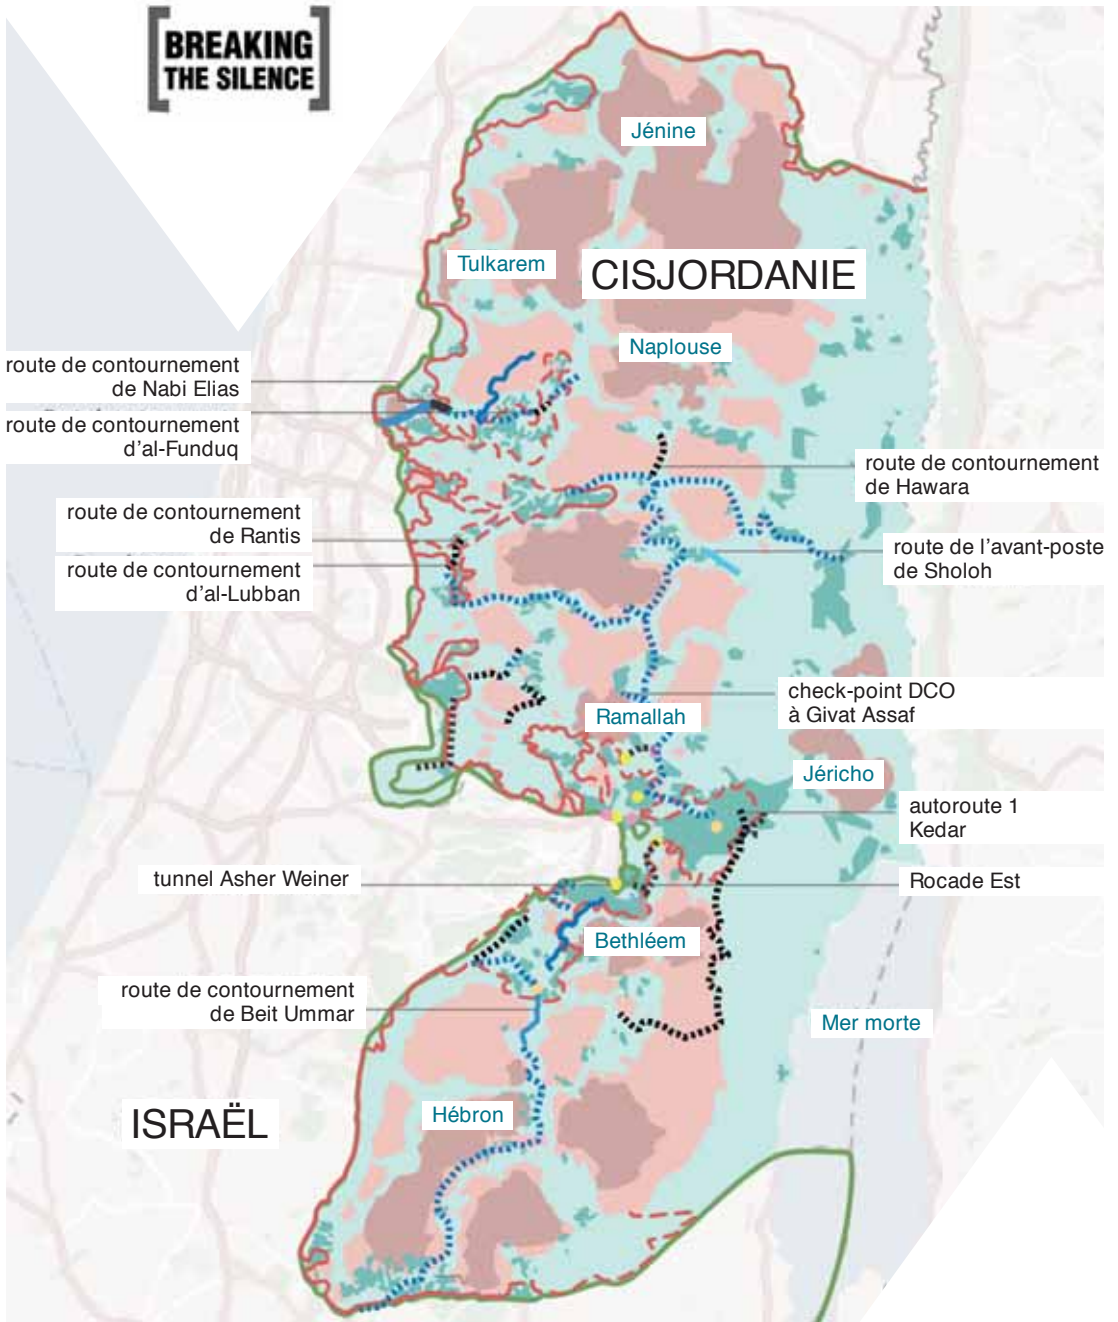 BREAKING
THE SILENCE
Jénine
Tulkarem
CISJORDANIE
Naplouse
route de contournement
de Nabi Elias
route de contournement
d'al-Funduq
route de contournement
de Hawara
route de contournement
de Rantis
route de l'avant-poste
de Sholoh
route de contournement
d'al-Lubban
check-point DCO
à Givat Assaf
Ramallah
Jéricho
autoroute 1
Kedar
tunnel Asher Weiner
Rocade Est
Bethléem
route de contournement
de Beit Ummar
Mer morte
Hébron
ISRAËL